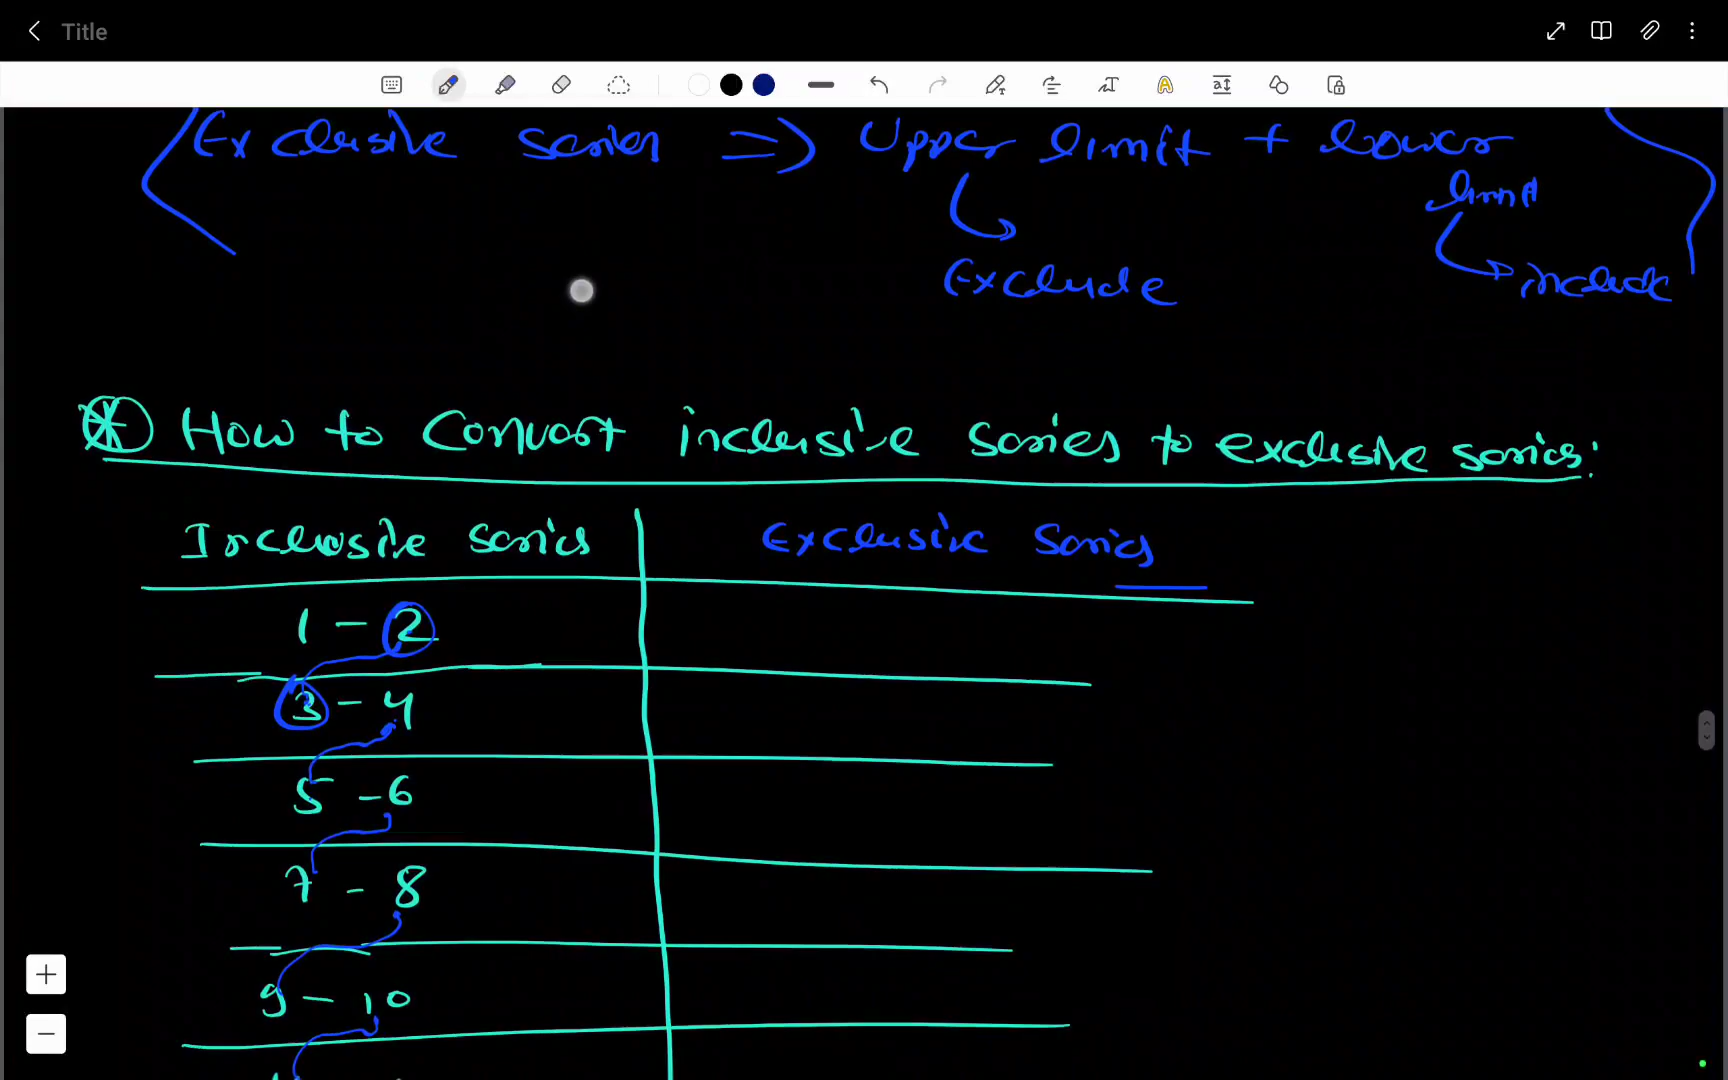 Title
Exclusive series => Upper limit + lower
limit
Exclude
include
* How to convert inclusive series to exclusive series:
Inclusive series Exclusive series
1 - 2
3 - 4
5 - 6
7 - 8
9 - 10